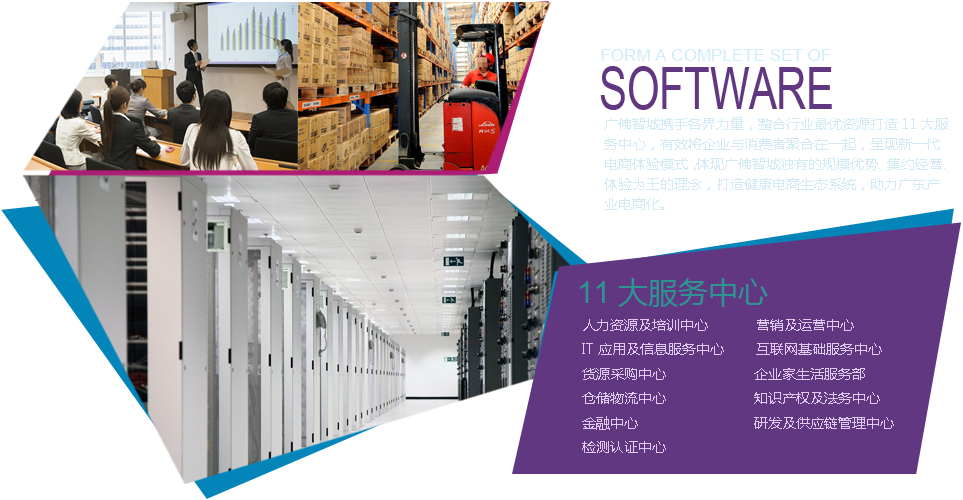 FORM A COMPLETE SET OF
SOFTWARE
广佛智城携手各界力量，整合行业最优资源打造 11 大服
务中心，有效将企业与消费者聚合在一起，呈现新一代
电商体验模式，体现广佛智城独有的规模优势、集约经营、
体验为王的理念，打造健康电商生态系统，助力广东产
业电商化。
11 大服务中心
人力资源及培训中心 营销及运营中心
IT 应用及信息服务中心 互联网基础服务中心
货源采购中心 企业家生活服务部
仓储物流中心 知识产权及法务中心
金融中心 研发及供应链管理中心
检测认证中心
Linde